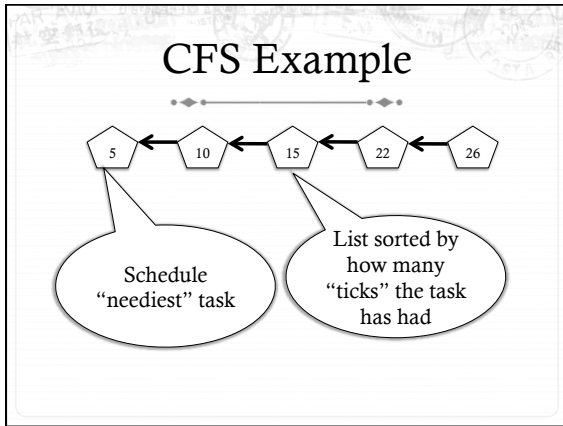 CFS Example
5 10 15 22 26
Schedule
“neediest” task
List sorted by
how many
“ticks” the task
has had